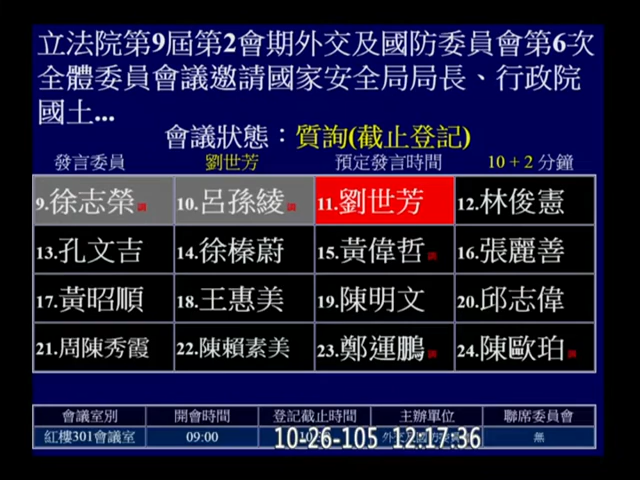 立法院第9屆第2會期外交及國防委員會第6次
全體委員會議邀請國家安全局局長、行政院
國土...
會議狀態：質詢(截止登記)
發言委員 劉世芳 預定發言時間 10 + 2 分鐘
9.徐志榮 10.呂孫綾 11.劉世芳 12.林俊憲
13.孔文吉 14.徐榛蔚 15.黃偉哲 16.張麗善
17.黃昭順 18.王惠美 19.陳明文 20.邱志偉
21.周陳秀霞 22.陳賴素美 23.鄭運鵬 24.陳歐珀
會議室別 開會時間 登記截止時間 主辦單位 聯席委員會
紅樓301會議室 09:00 無
10-26-105 12:17:36